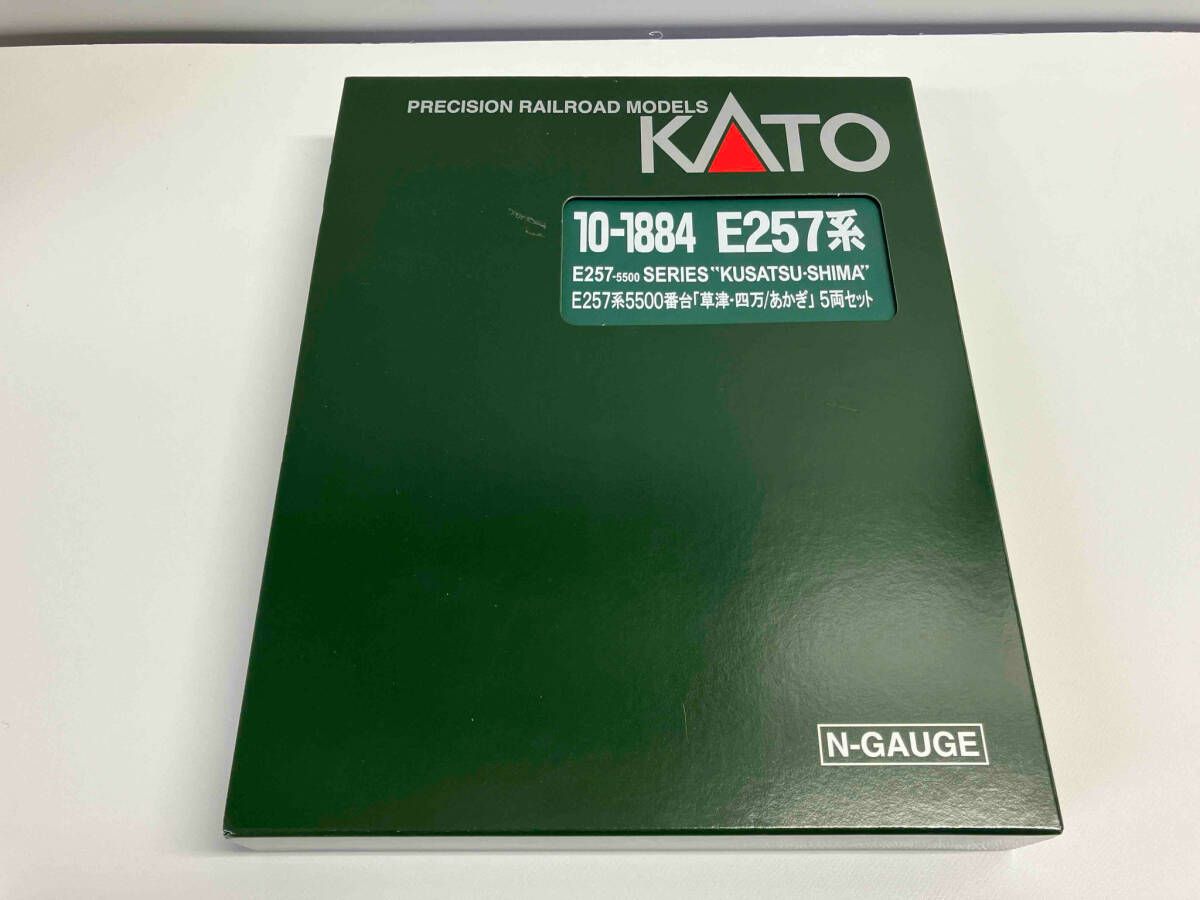 PRECISION RAILROAD MODELS
KATO
10-1884 E257系
E257-5500 SERIES "KUSATSU·SHIMA"
E257系5500番台「草津・四万/あかぎ」5両セット
N-GAUGE